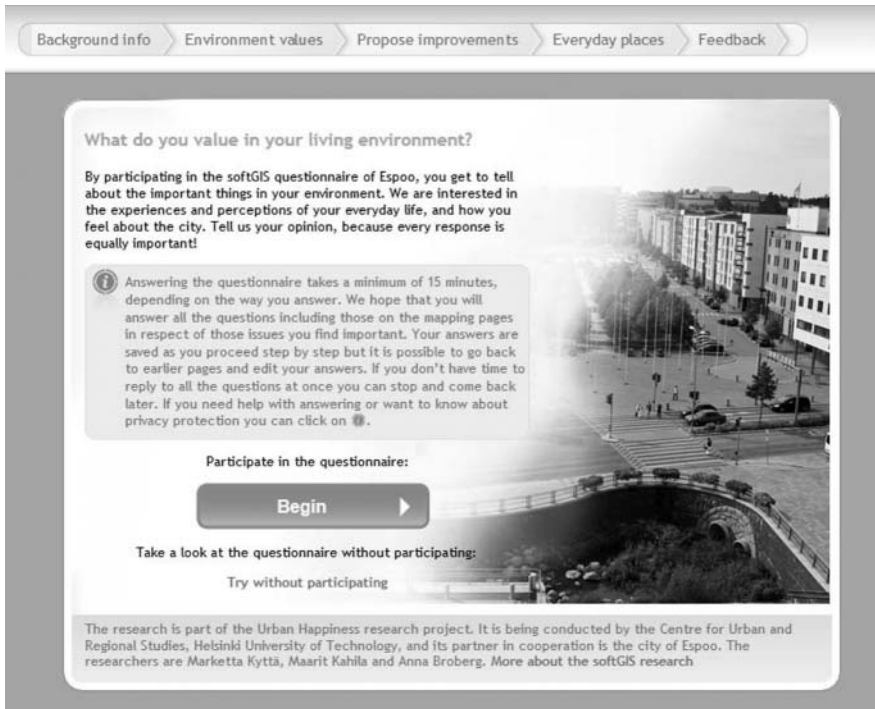 Background info
Environment values
Propose improvements
Everyday places
Feedback
What do you value in your living environment?
By participating in the softGIS questionnaire of Espoo, you get to tell
about the important things in your environment. We are interested in
the experiences and perceptions of your everyday life, and how you
feel about the city. Tell us your opinion, because every response is
equally important!
Answering the questionnaire takes a minimum of 15 minutes,
depending on the way you answer. We hope that you will
answer all the questions including those on the mapping pages
in respect of those issues you find important. Your answers are
saved as you proceed step by step but it is possible to go back
to earlier pages and edit your answers. If you don't have time to
reply to all the questions at once you can stop and come back
later. If you need help with answering or want to know about
privacy protection you can click on i.
Participate in the questionnaire:
Begin
Take a look at the questionnaire without participating:
Try without participating
The research is part of the Urban Happiness research project. It is being conducted by the Centre for Urban and
Regional Studies, Helsinki University of Technology, and its partner in cooperation is the city of Espoo. The
researchers are Marketta Kyttä, Maarit Kahila and Anna Broberg. More about the softGIS research